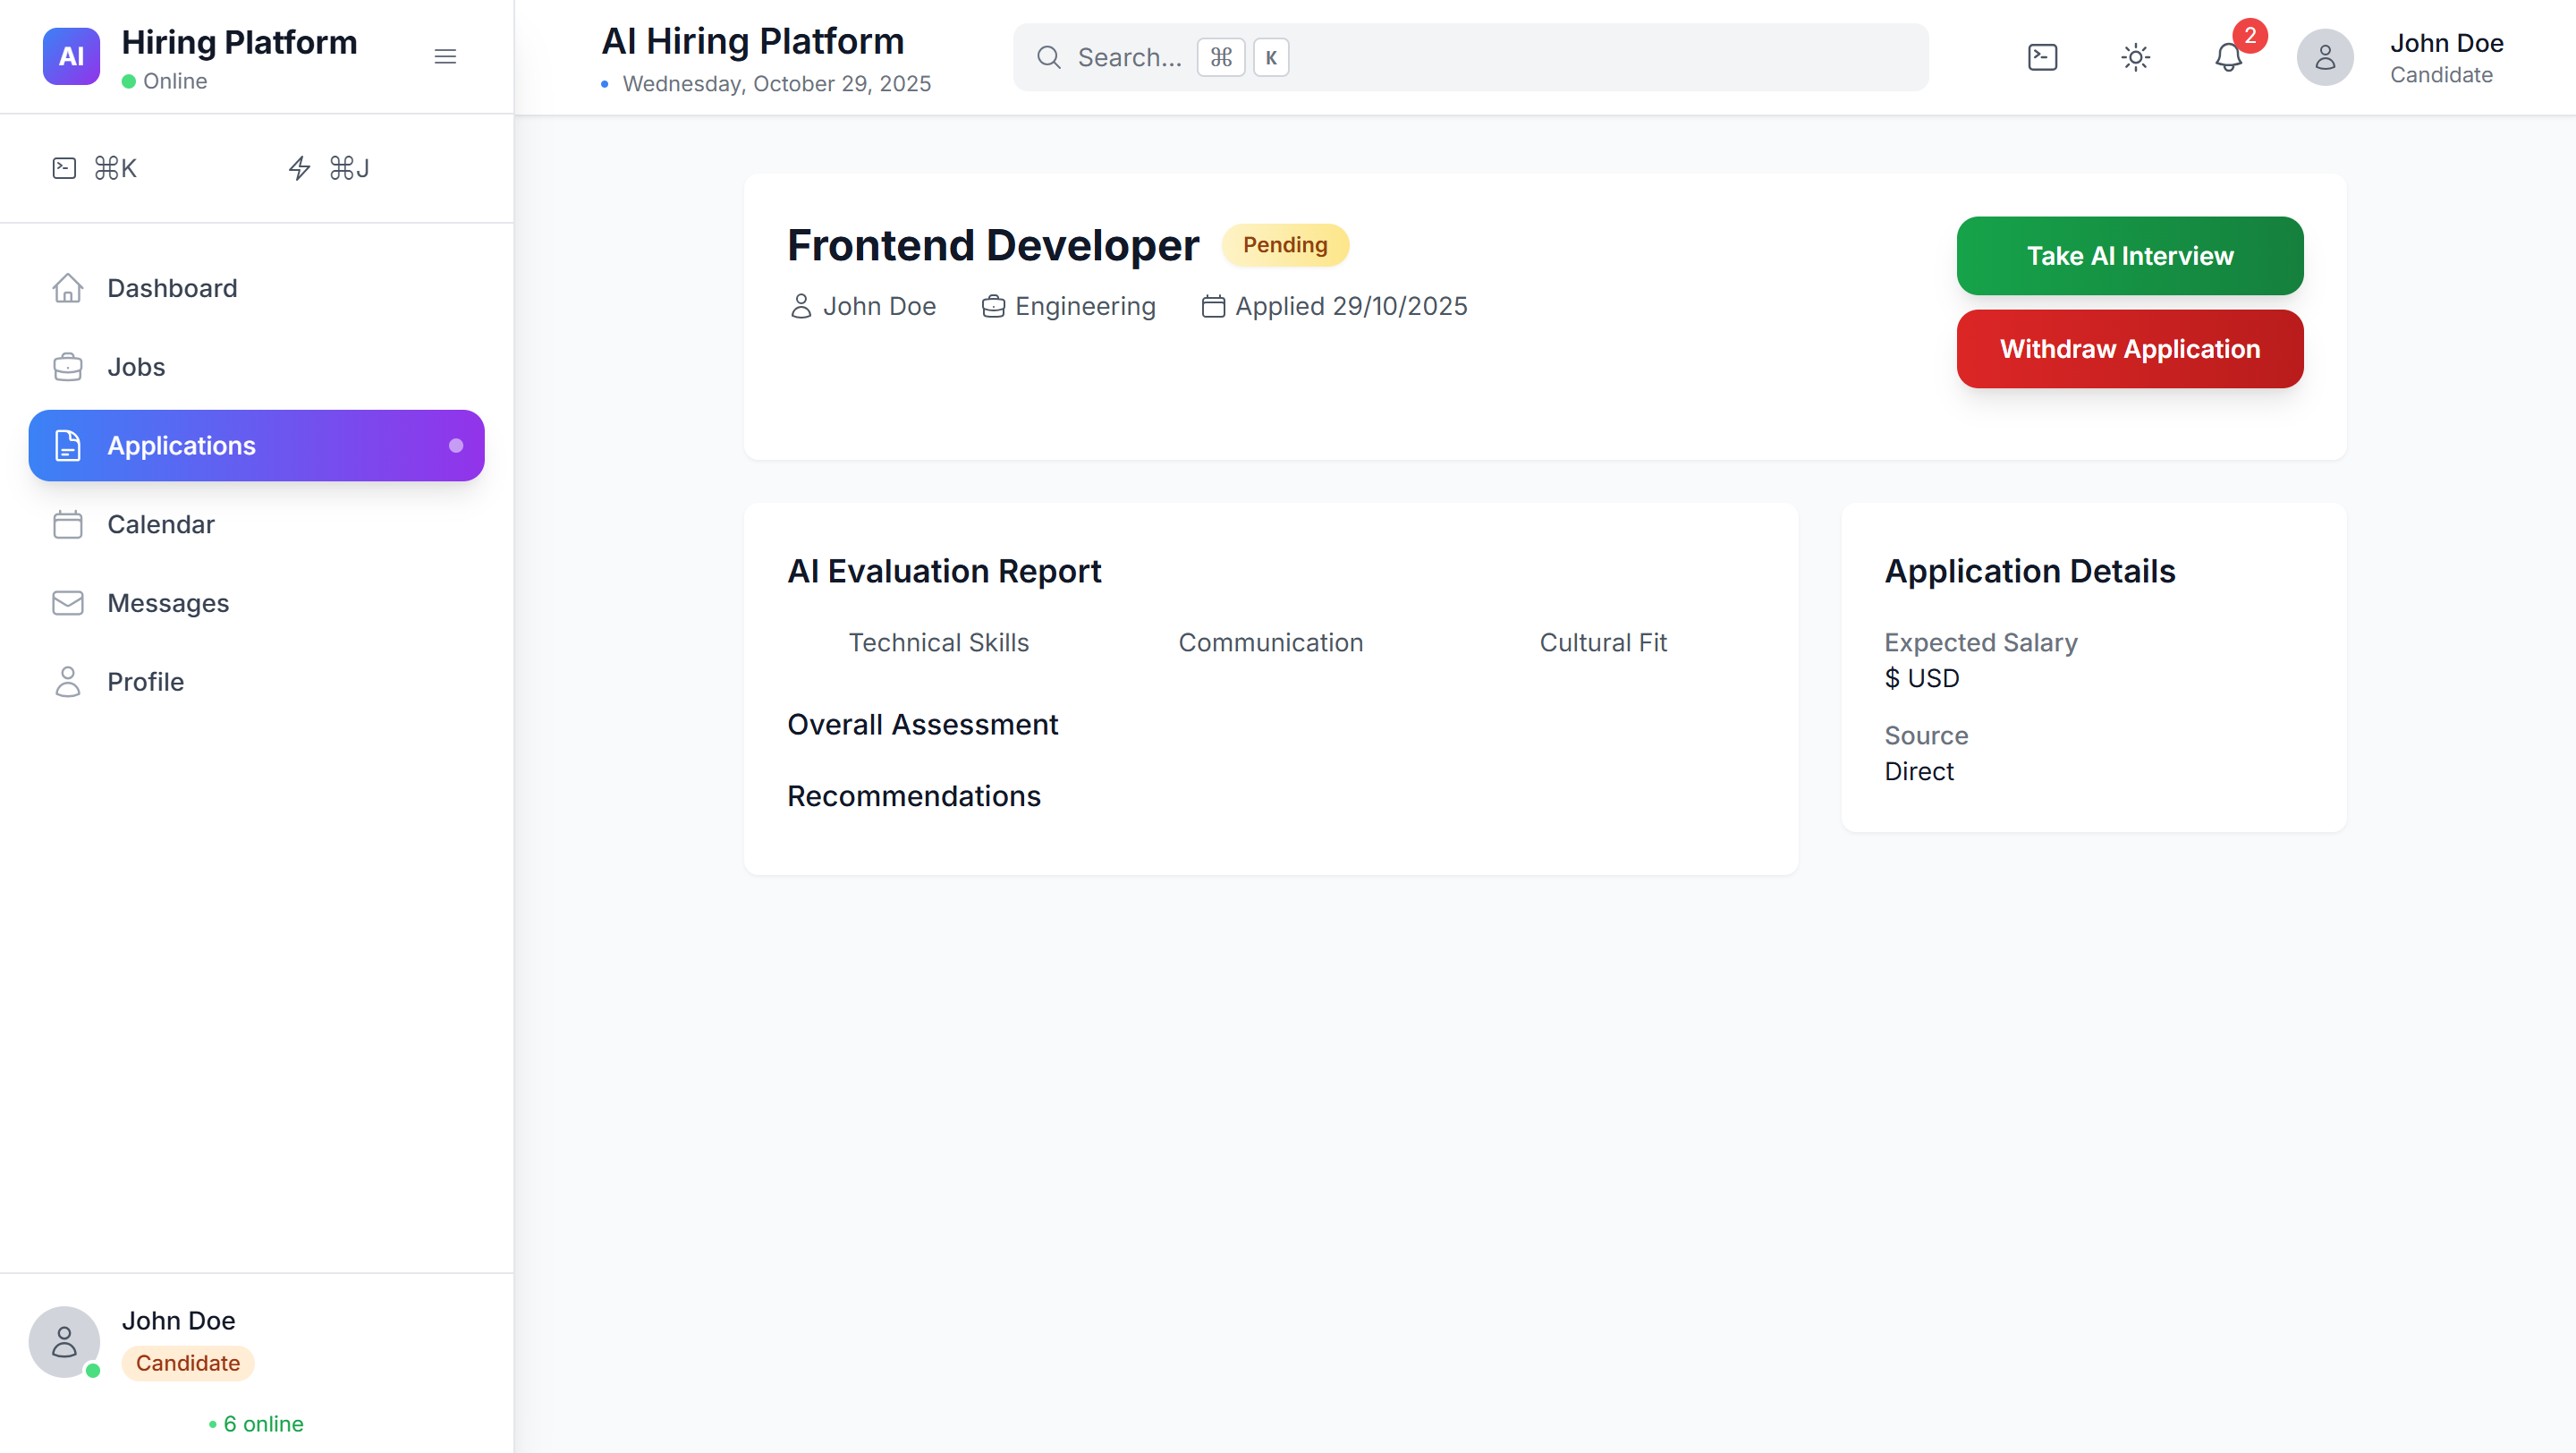 AI
Hiring Platform
Online
⌘K
⌘J
Dashboard
Jobs
Applications
Calendar
Messages
Profile
John Doe
Candidate
6 online
AI Hiring Platform
Wednesday, October 29, 2025
Search... ⌘ K
2
John Doe
Candidate
Frontend Developer Pending
John Doe Engineering Applied 29/10/2025
Take AI Interview
Withdraw Application
AI Evaluation Report
Technical Skills Communication Cultural Fit
Overall Assessment
Recommendations
Application Details
Expected Salary
$ USD
Source
Direct